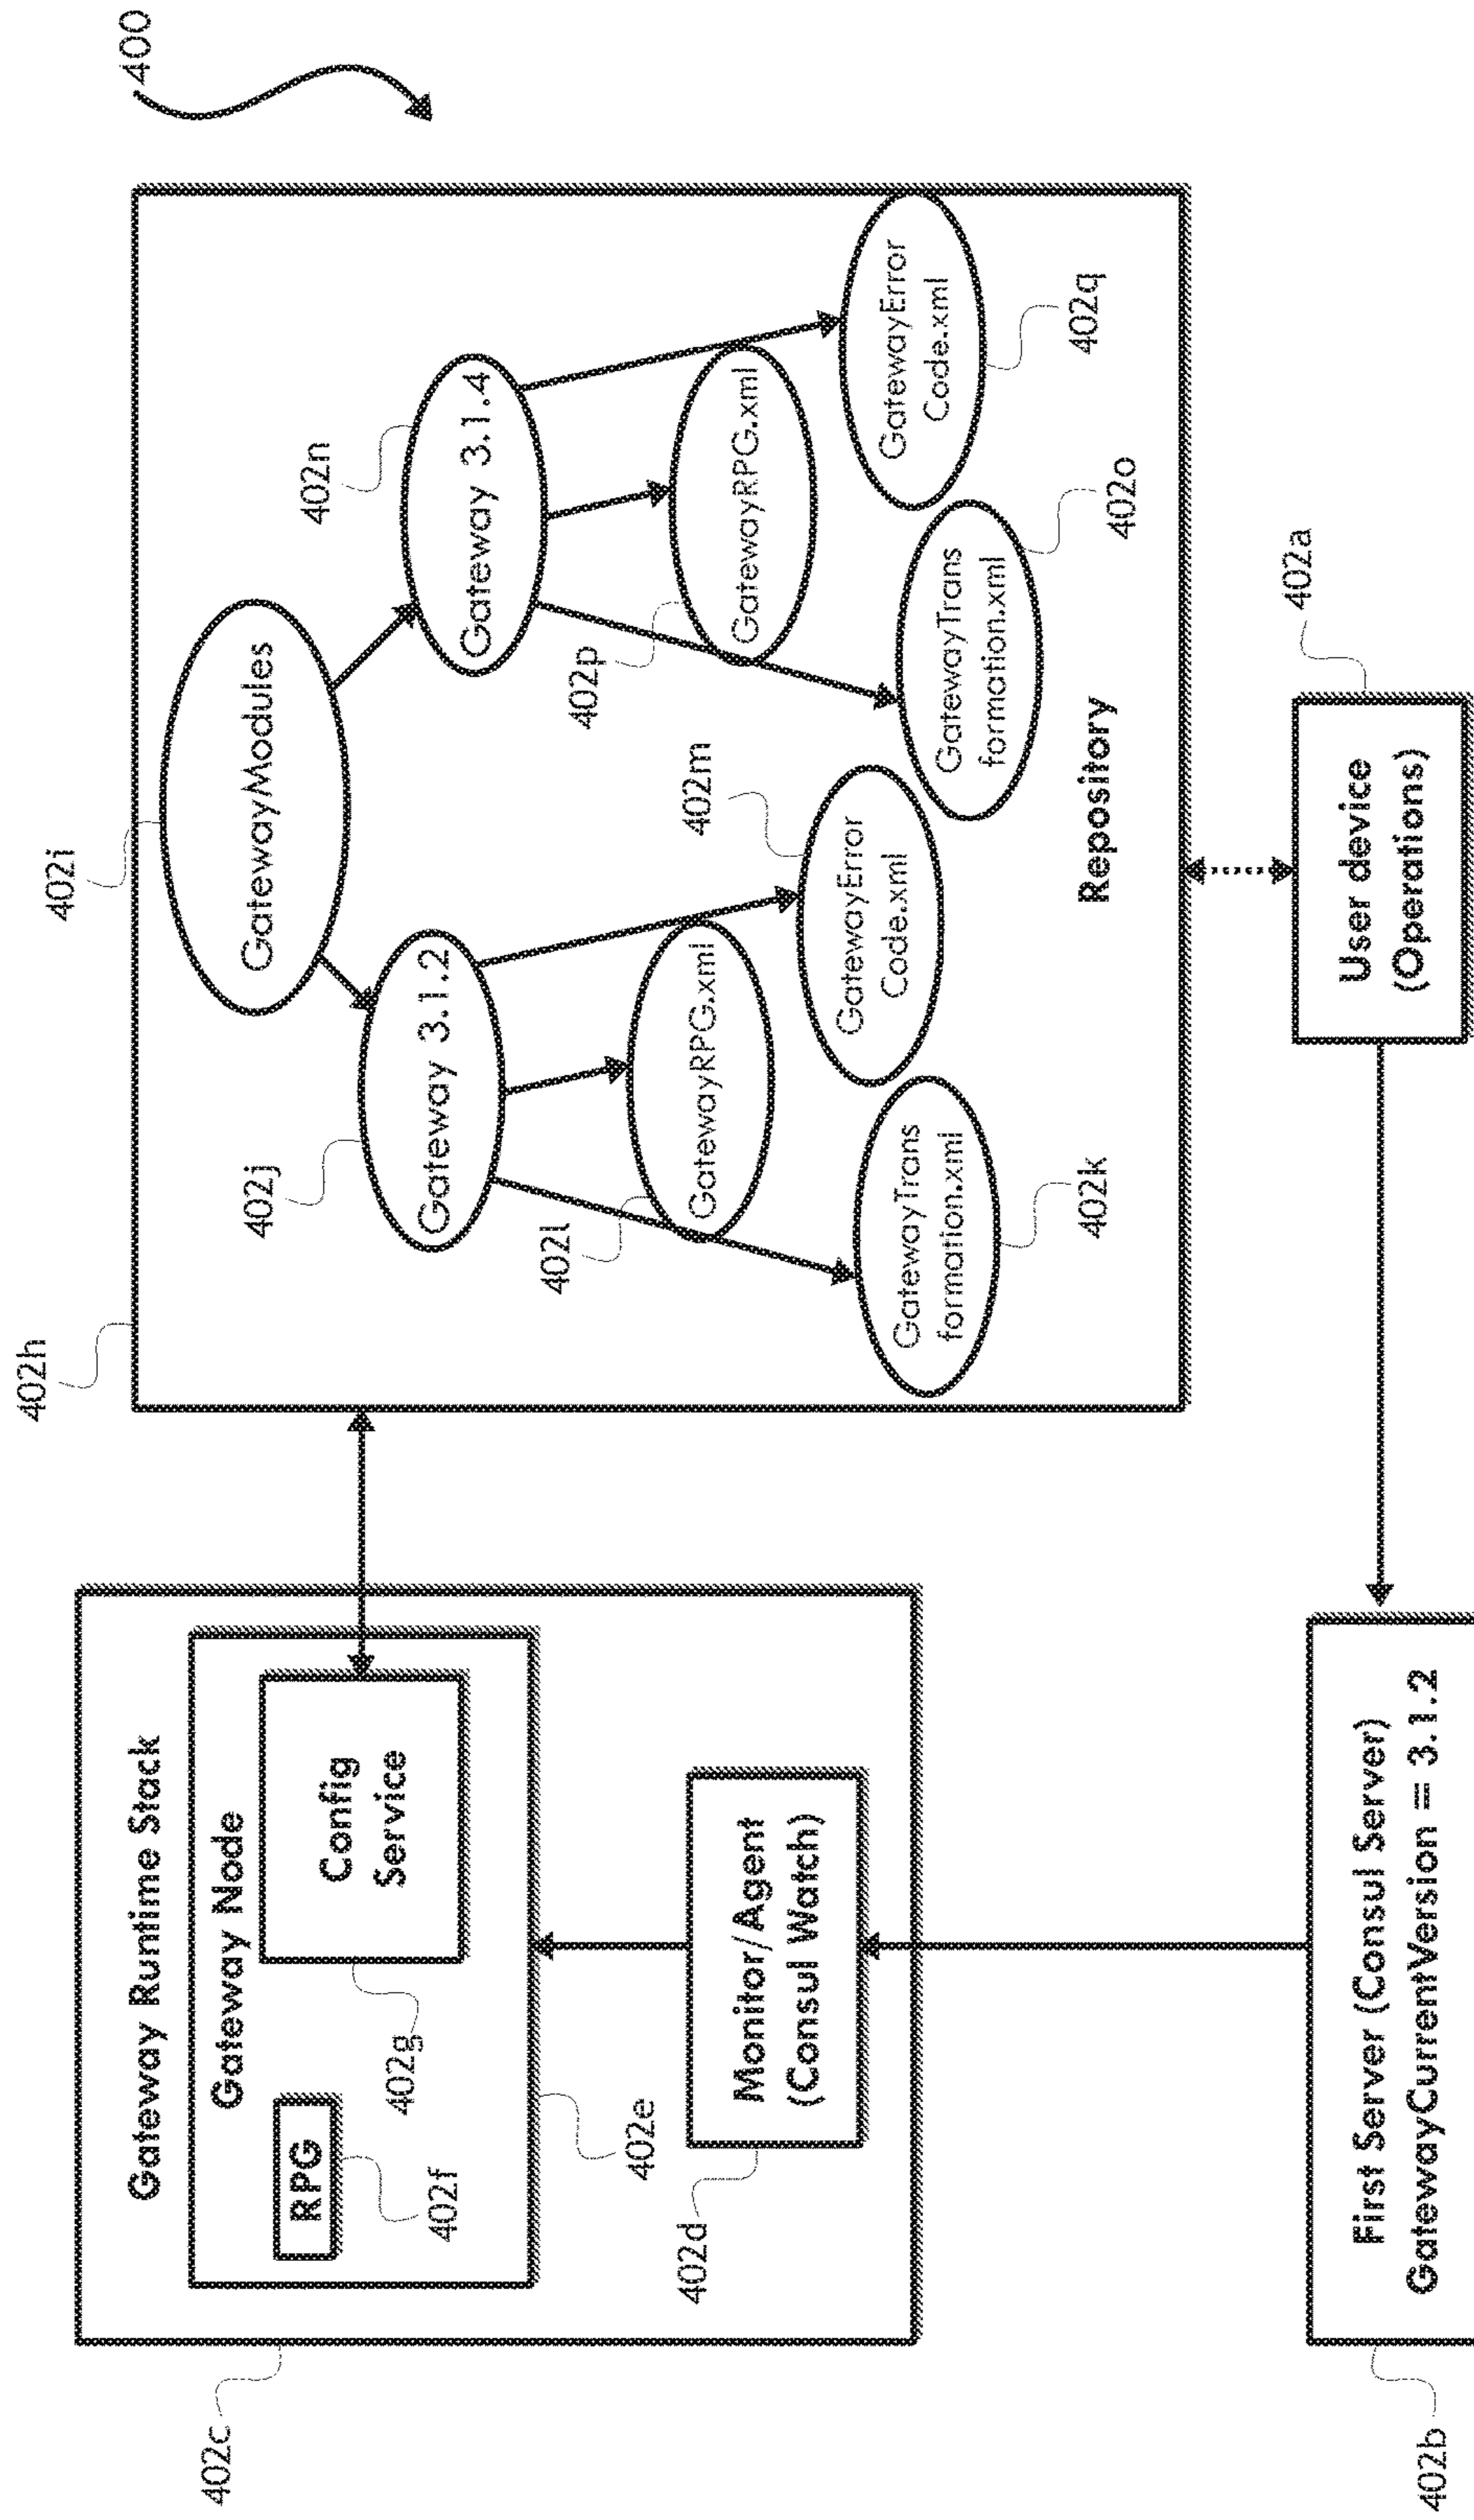 400
402c
Gateway Runtime Stack
Gateway Node
RPG
402f
402g
Config
Service
402e
402d
Monitor/Agent
(Consul Watch)
402b
First Server (Consul Server)
GatewayCurrentVersion = 3.1.2
402h
402i
GatewayModules
402j
Gateway 3.1.2
402n
Gateway 3.1.4
402l
GatewayRPG.xml
402m
GatewayError
Code.xml
GatewayTrans
formation.xml
402k
402p
GatewayRPG.xml
GatewayError
Code.xml
402q
GatewayTrans
formation.xml
402o
Repository
402a
User device
(Operations)